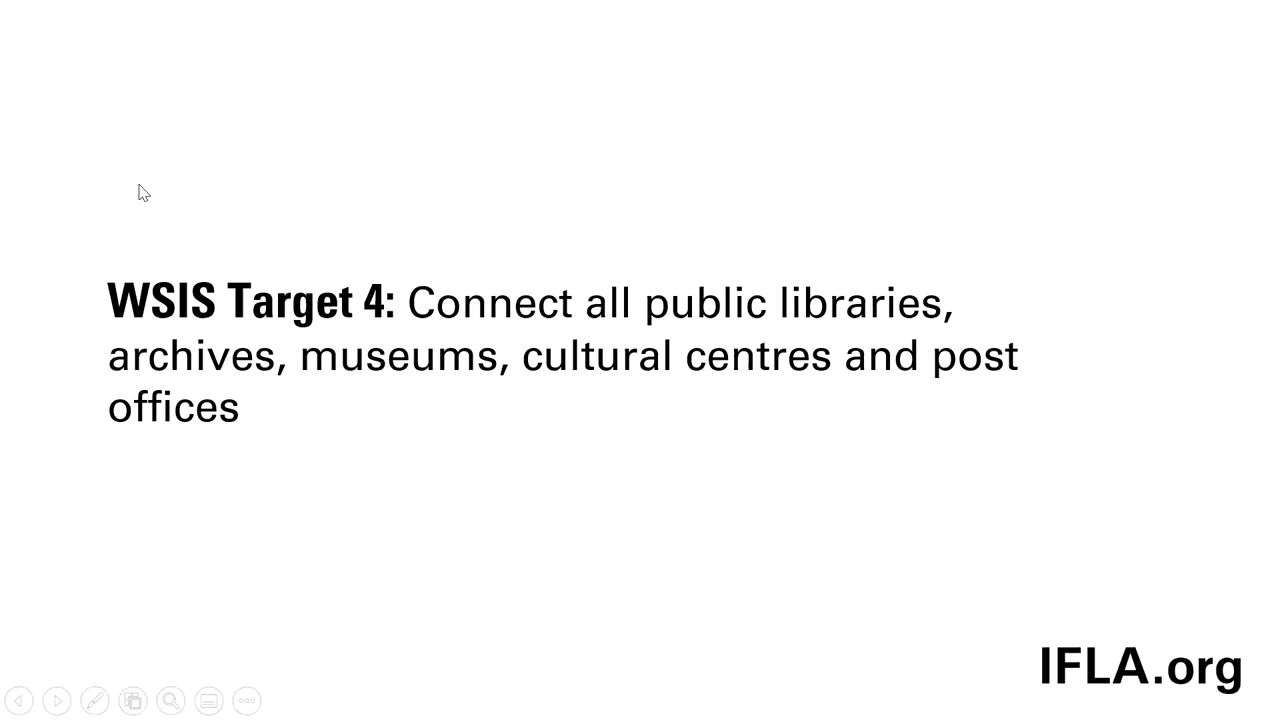 WSIS Target 4: Connect all public libraries,
archives, museums, cultural centres and post
offices
IFLA.org